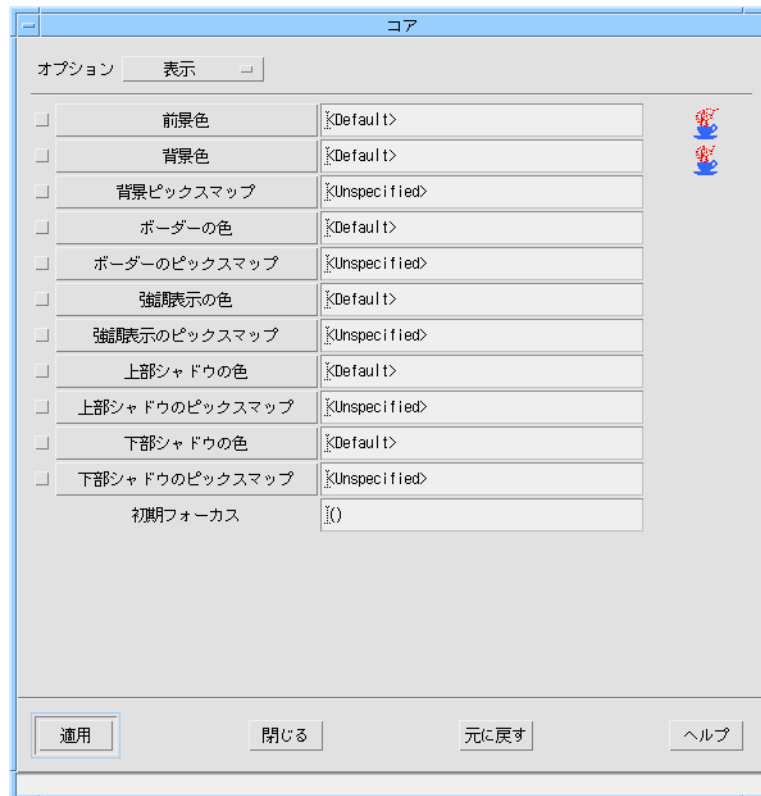 コア
オプション 表示
前景色 <Default>
背景色 <Default>
背景ピックスマップ <Unspecified>
ボーダーの色 <Default>
ボーダーのピックスマップ <Unspecified>
強調表示の色 <Default>
強調表示のピックスマップ <Unspecified>
上部シャドウの色 <Default>
上部シャドウのピックスマップ <Unspecified>
下部シャドウの色 <Default>
下部シャドウのピックスマップ <Unspecified>
初期フォーカス ()
適用 閉じる 元に戻す ヘルプ